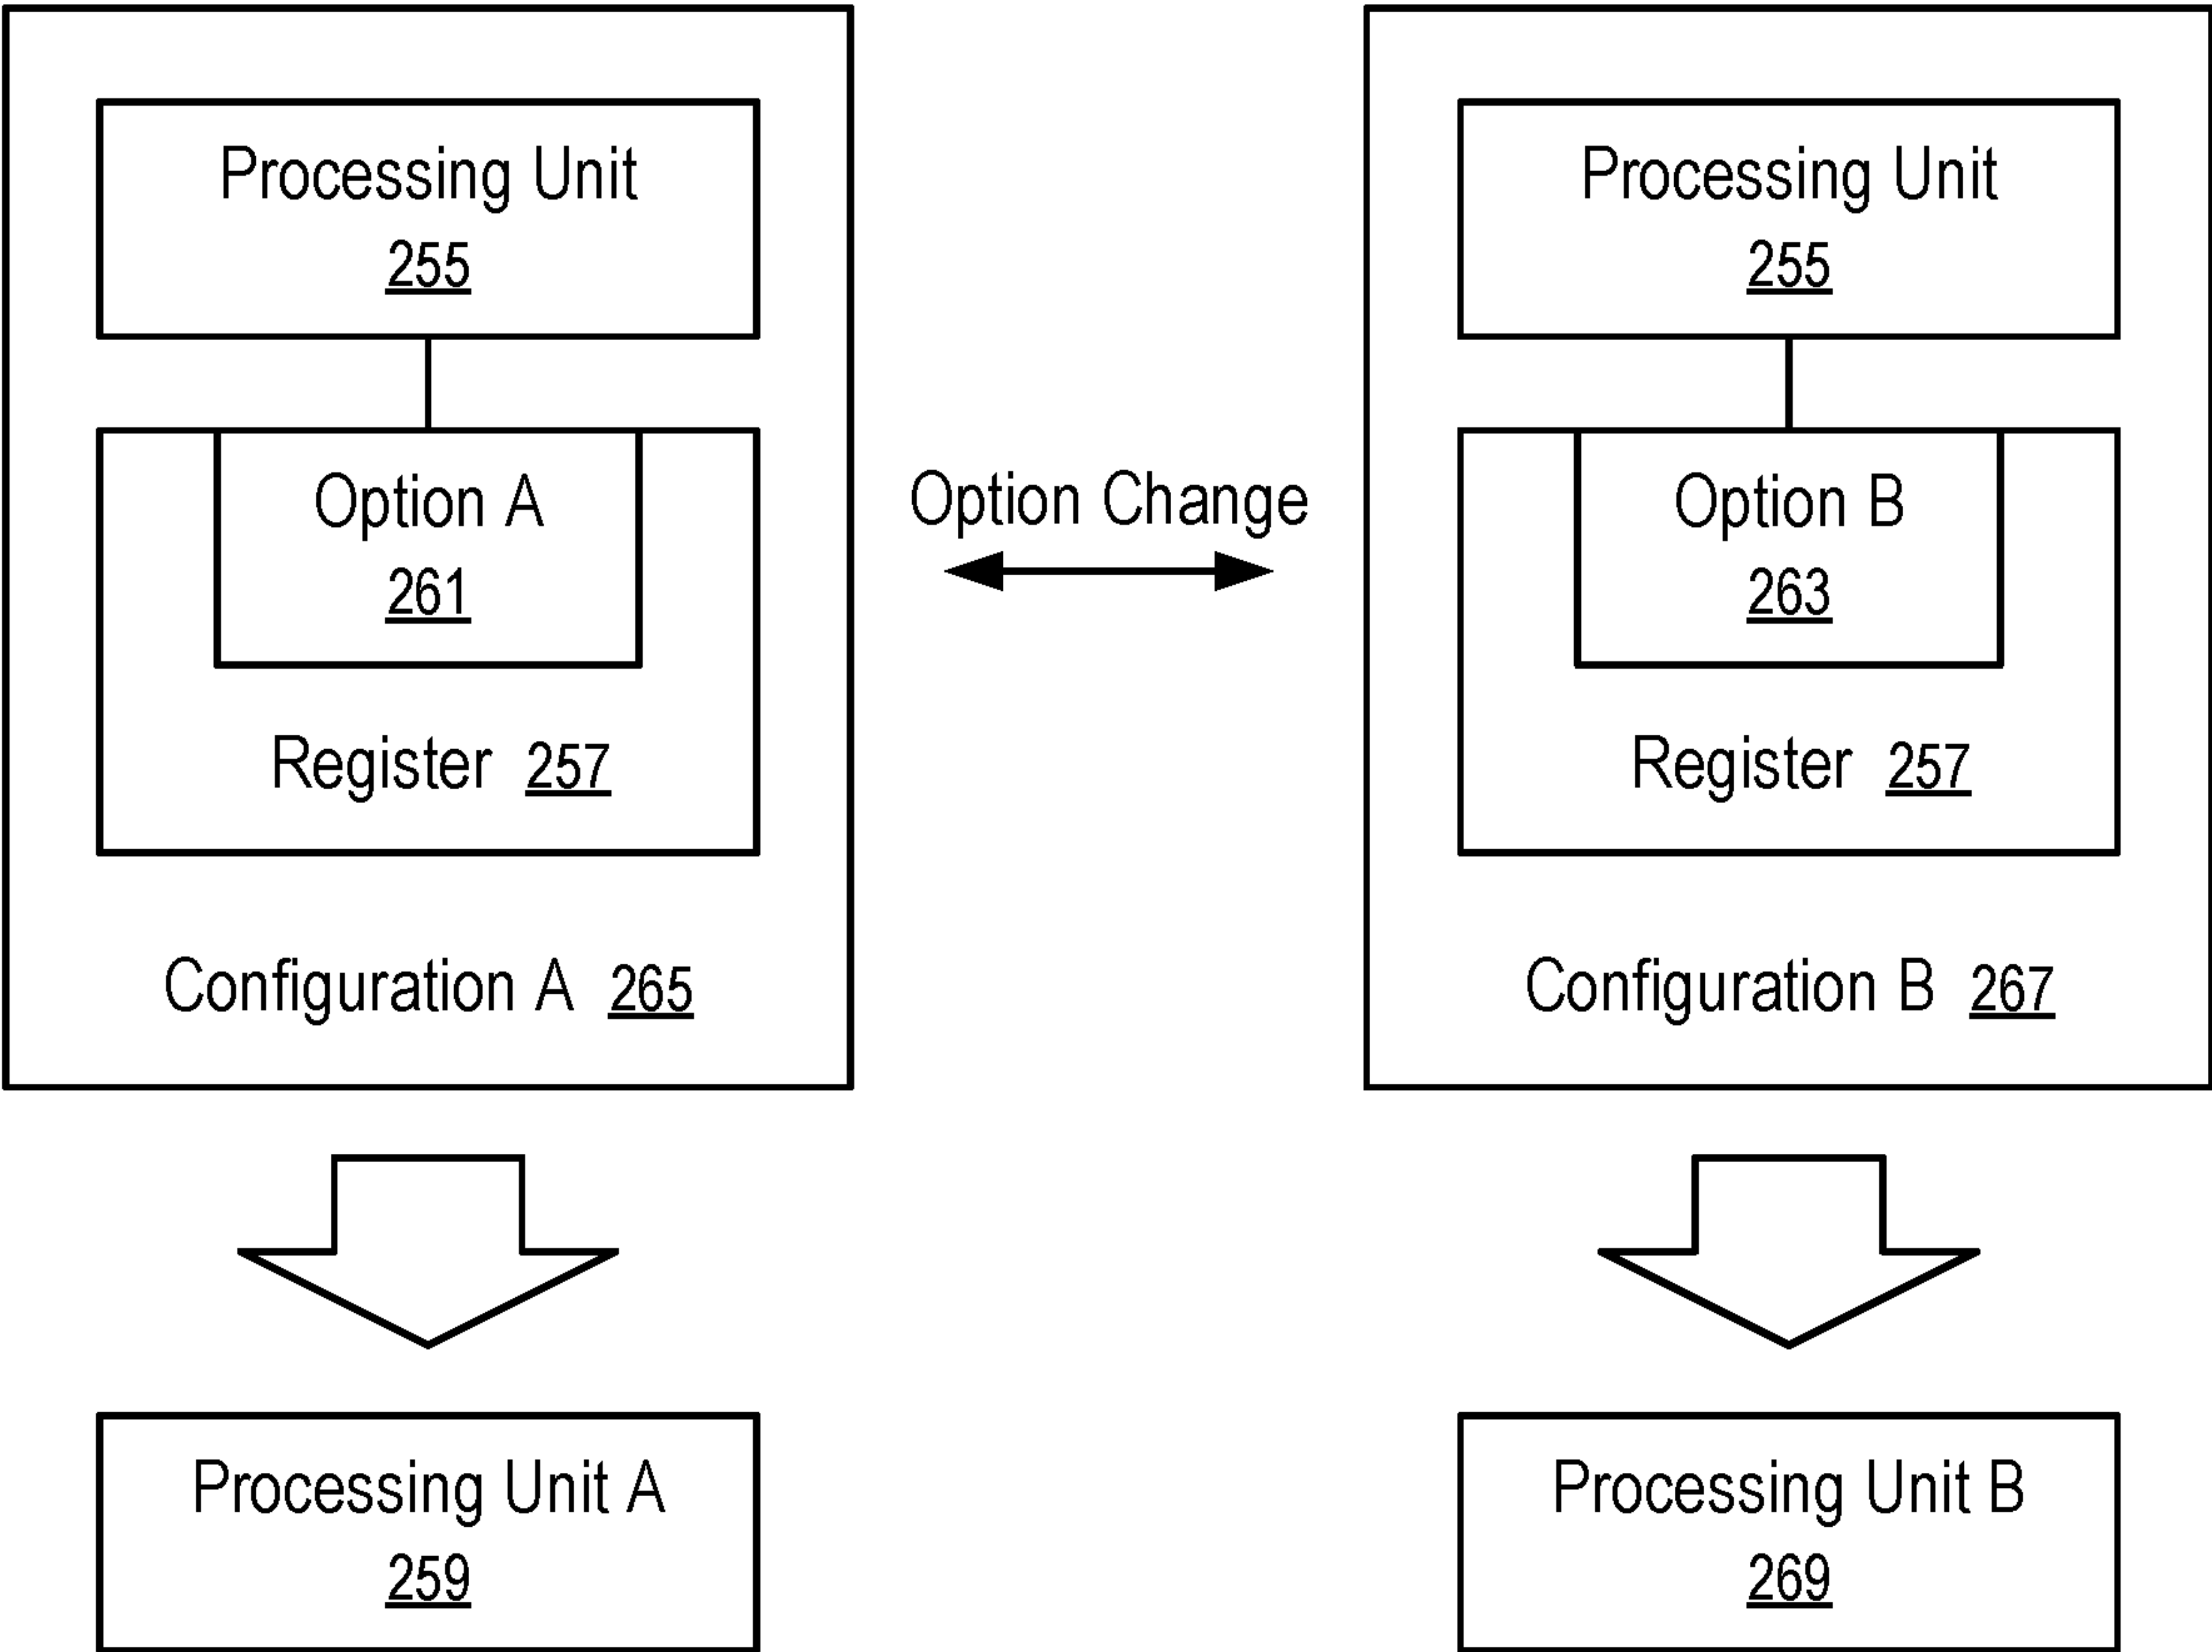 Processing Unit
255
Option A
261
Register 257
Configuration A 265
Option Change
Processing Unit
255
Option B
263
Register 257
Configuration B 267
Processing Unit A
259
Processing Unit B
269